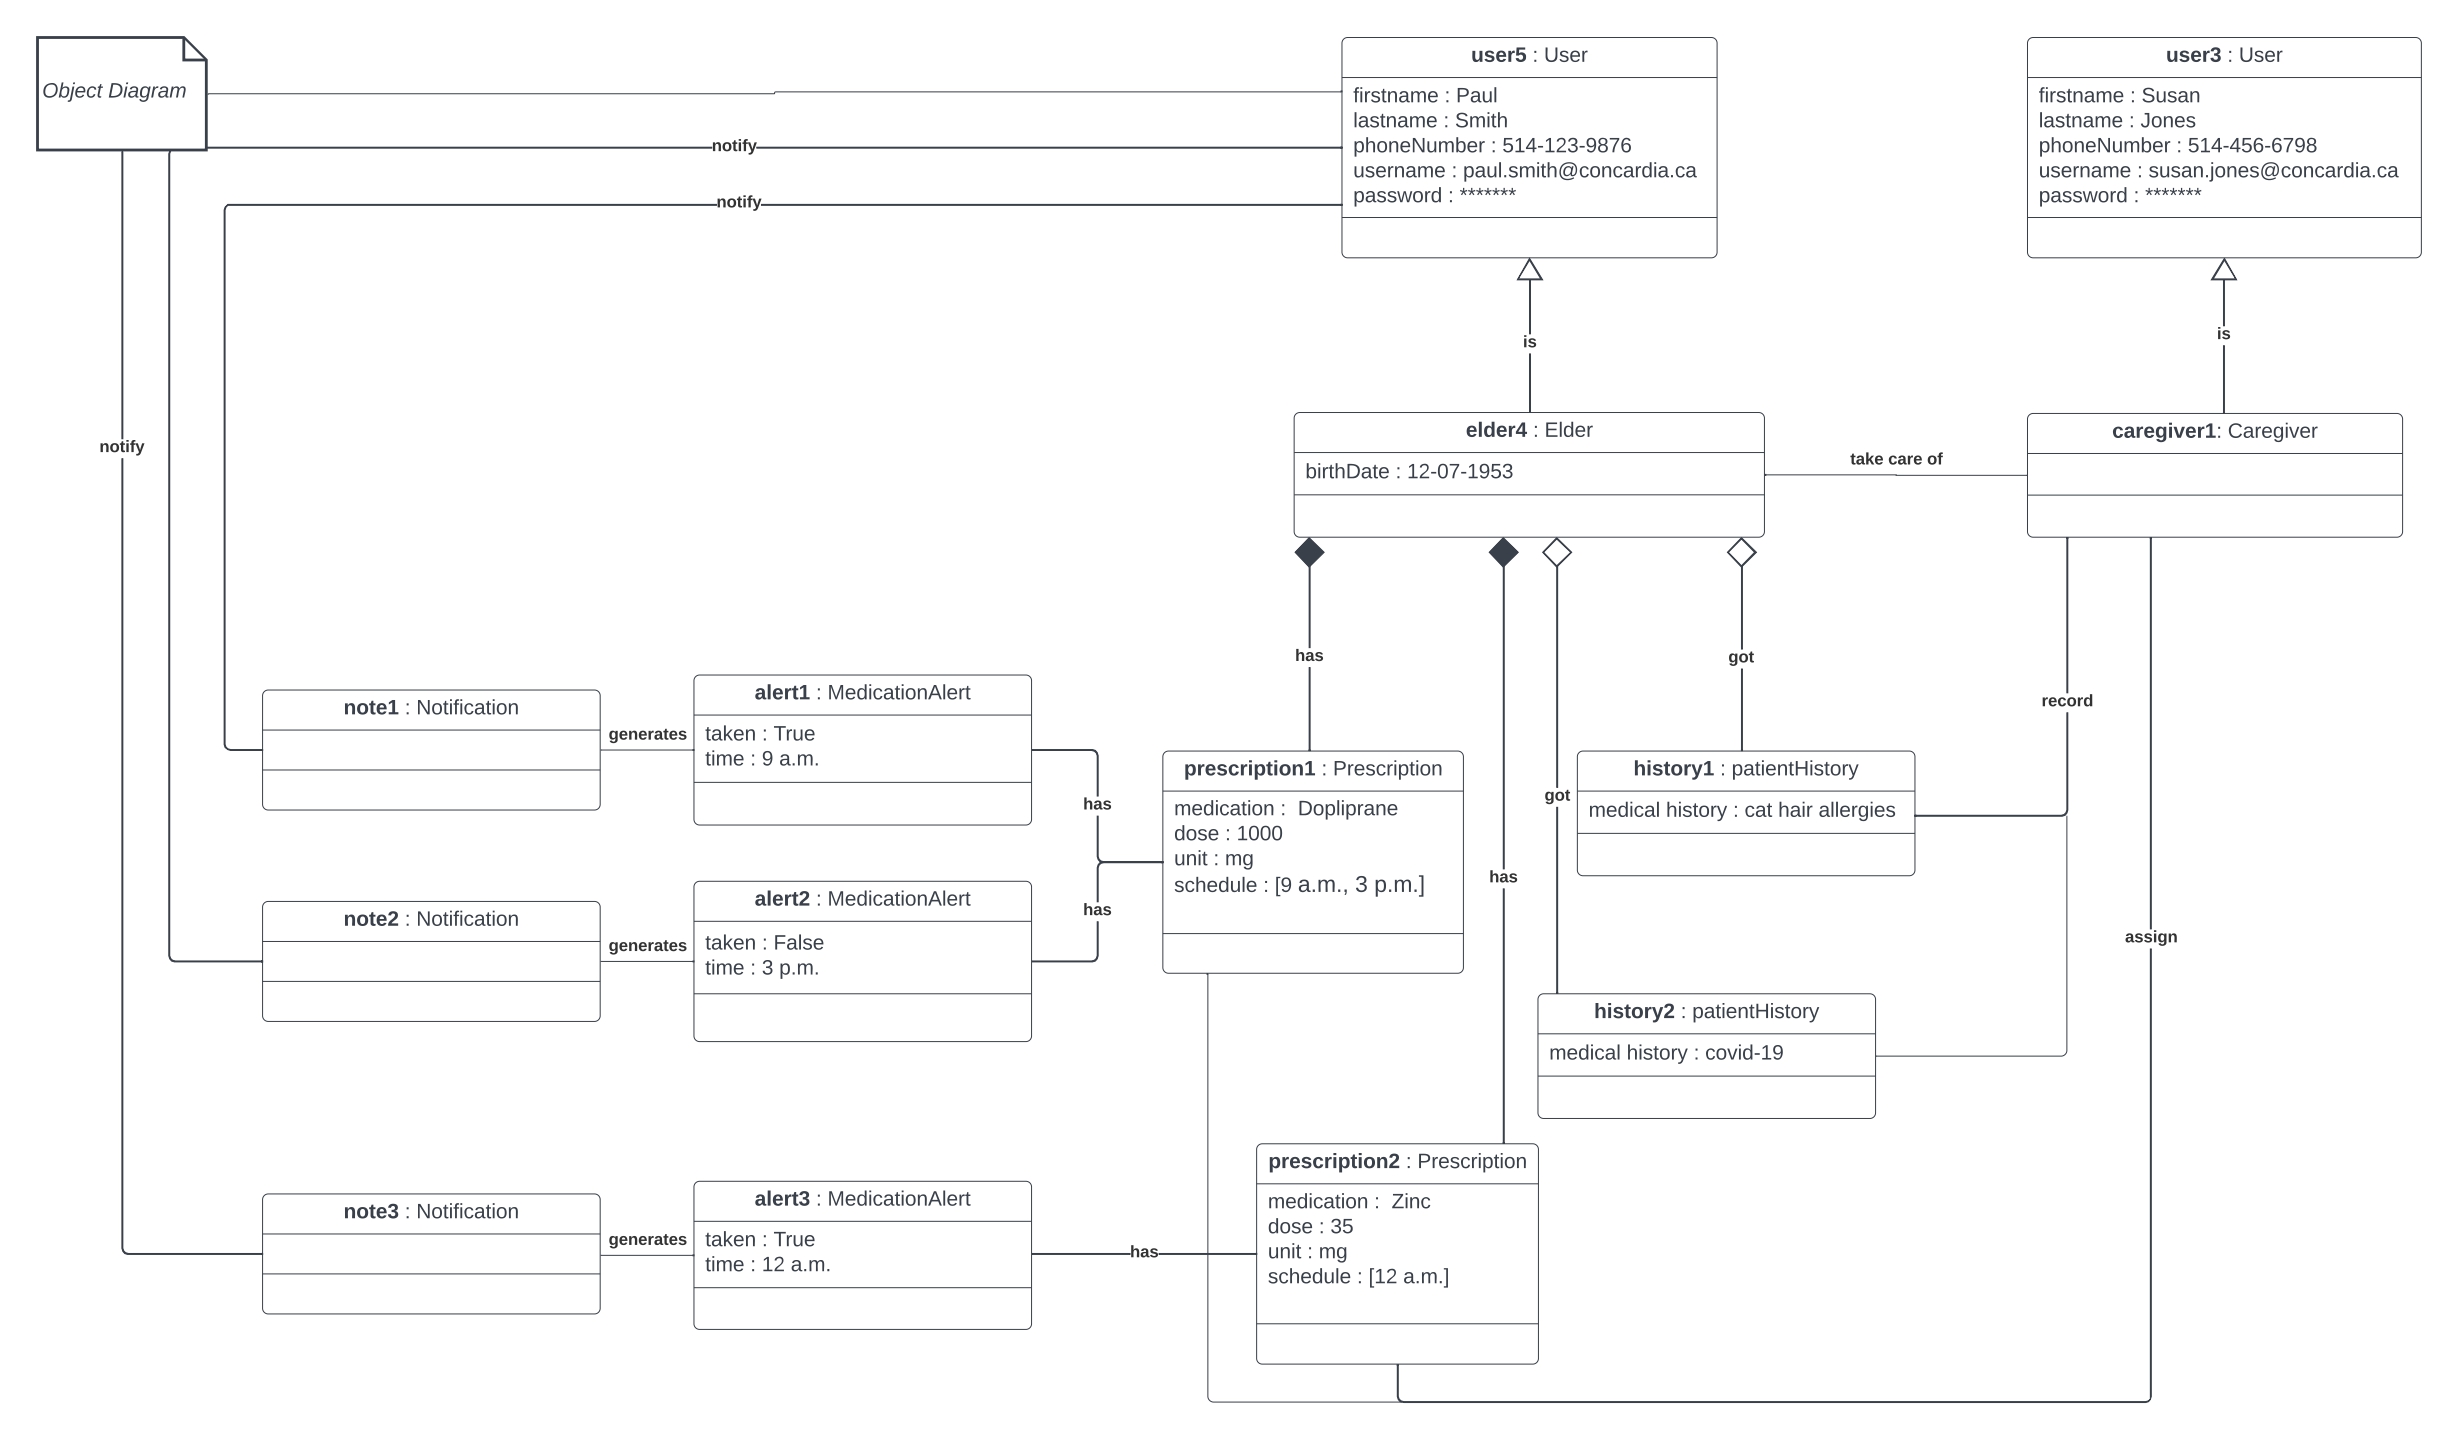 Object Diagram
user5 : User
firstname : Paul
lastname : Smith
phoneNumber : 514-123-9876
username : paul.smith@concardia.ca
password : *******
user3 : User
firstname : Susan
lastname : Jones
phoneNumber : 514-456-6798
username : susan.jones@concardia.ca
password : *******
notify
notify
is
is
notify
elder4 : Elder
birthDate : 12-07-1953
take care of
caregiver1: Caregiver
has
got
record
note1 : Notification
generates
alert1 : MedicationAlert
taken : True
time : 9 a.m.
has
prescription1 : Prescription
medication :  Dopliprane
dose : 1000
unit : mg
schedule : [9 a.m., 3 p.m.]
got
history1 : patientHistory
medical history : cat hair allergies
has
note2 : Notification
generates
alert2 : MedicationAlert
taken : False
time : 3 p.m.
has
assign
history2 : patientHistory
medical history : covid-19
note3 : Notification
generates
alert3 : MedicationAlert
taken : True
time : 12 a.m.
has
prescription2 : Prescription
medication :  Zinc
dose : 35
unit : mg
schedule : [12 a.m.]